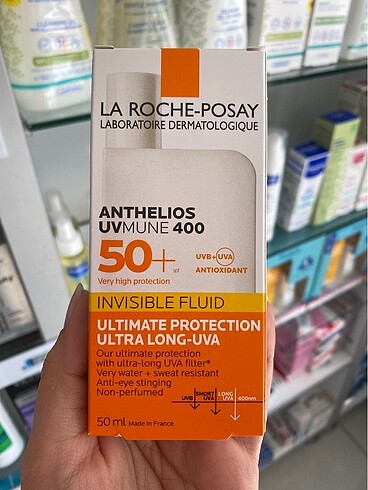 LA ROCHE-POSAY
LABORATOIRE DERMATOLOGIQUE
ANTHELIOS
UVMUNE 400
50+
SPF
Very high protection
UVB+UVA
ANTIOXIDANT
INVISIBLE FLUID
ULTIMATE PROTECTION
ULTRA LONG-UVA
Our ultimate protection
with ultra-long UVA filter*
Very water + sweat resistant
Anti-eye stinging
Non-perfumed
UVB
SHORT UVA
LONG UVA
400nm
50 ml Made in France